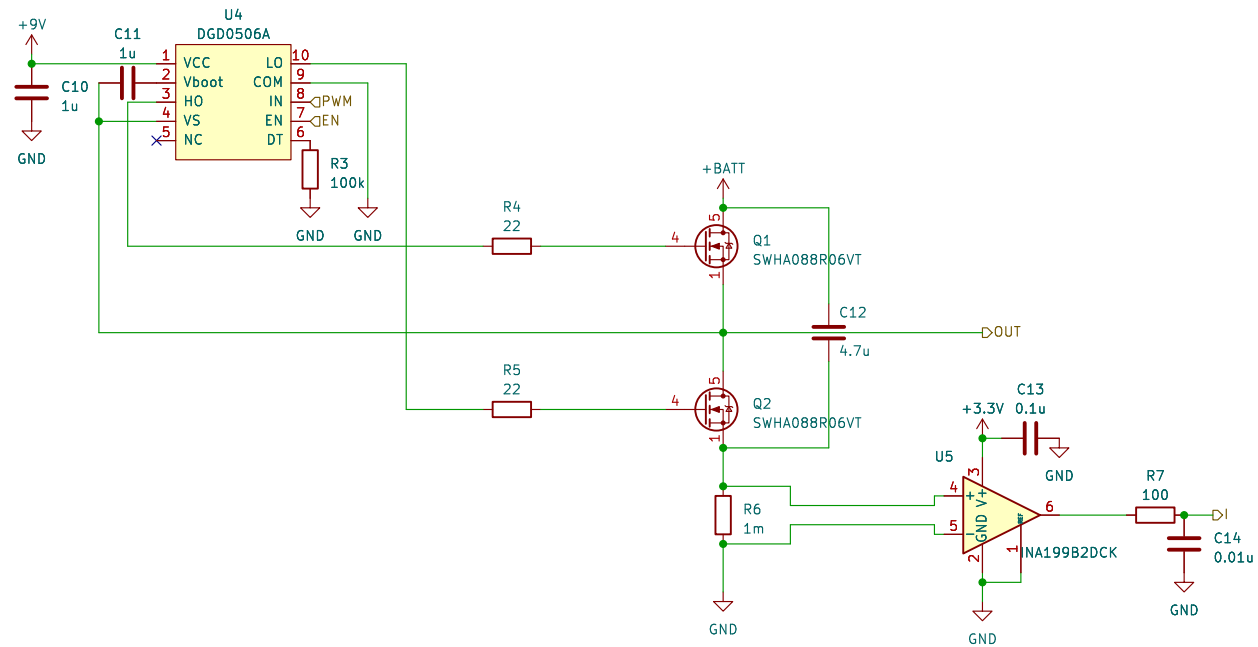 +9V
C10
1u
GND
C11
1u
U4
DGD0506A
1 VCC
2 Vboot
3 HO
4 VS
5 NC
LO 10
COM 9
IN 8 PWM
EN 7 EN
DT 6
R3
100k
GND
GND
R4
22
+BATT
5
4
1
Q1
SWHA088R06VT
C12
4.7u
OUT
R5
22
5
4
1
Q2
SWHA088R06VT
R6
1m
GND
C13
0.1u
+3.3V
GND
U5
3
4 +
V+
5 -
GND
REF
6
2
1
INA199B2DCK
GND
R7
100
I
C14
0.01u
GND